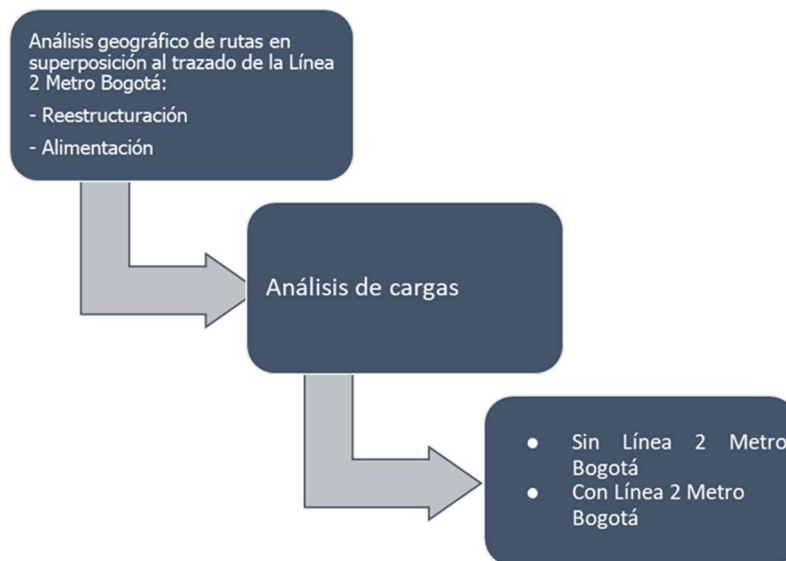 Análisis geográfico de rutas en
superposición al trazado de la Línea
2 Metro Bogotá:
- Reestructuración
- Alimentación
Análisis de cargas
● Sin Línea 2 Metro
Bogotá
● Con Línea 2 Metro
Bogotá